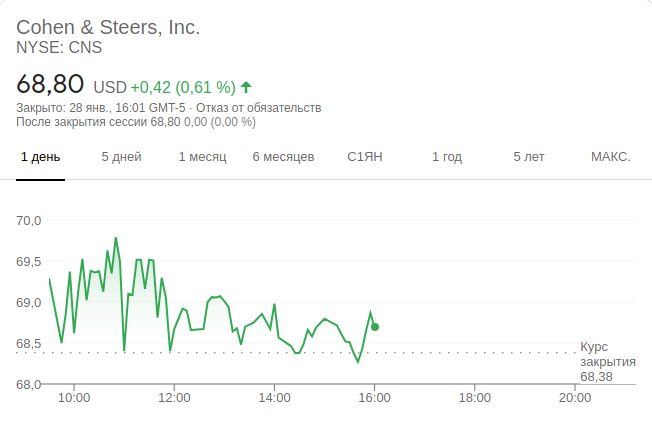 Cohen & Steers, Inc.
NYSE: CNS
68,80 USD +0,42 (0,61 %)
Закрыто: 28 янв., 16:01 GMT-5 · Отказ от обязательств
После закрытия сессии 68,80 0,00 (0,00 %)
1 день 5 дней 1 месяц 6 месяцев С1ЯН 1 год 5 лет МАКС.
70,0
69,5
69,0
68,5
68,0
Курс
закрытия
68,38
10:00 12:00 14:00 16:00 18:00 20:00